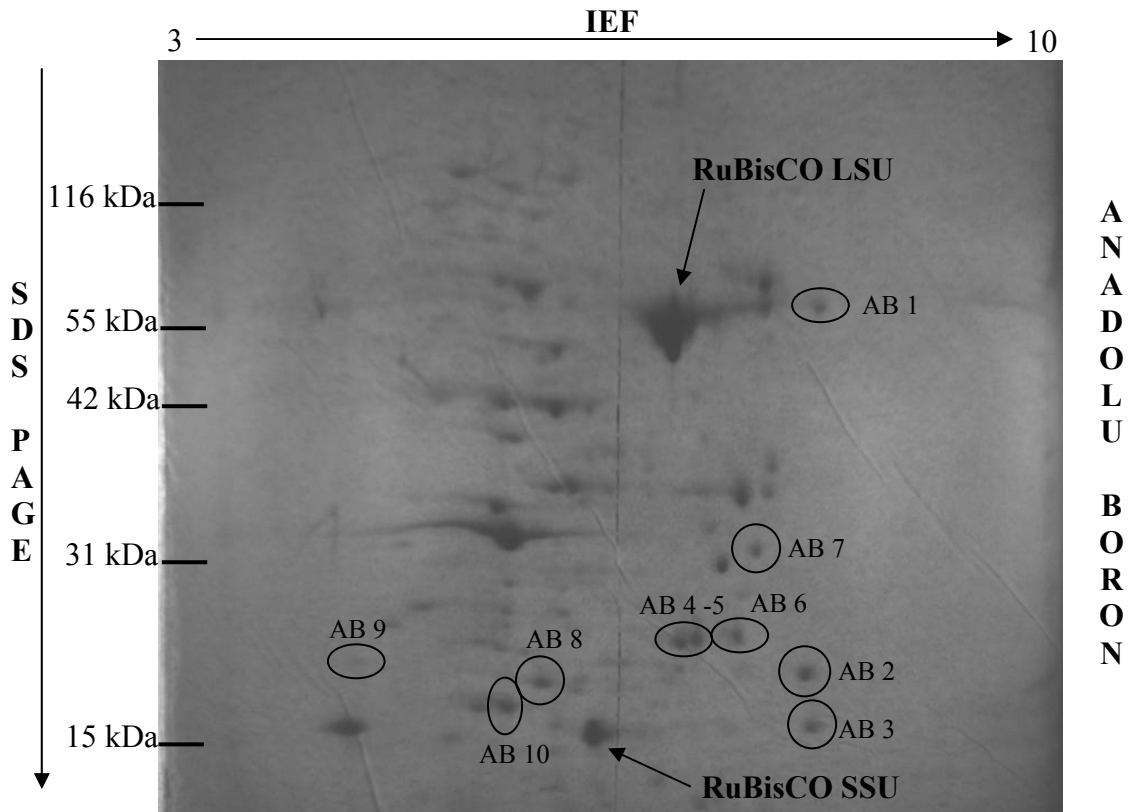 IEF
3
10
RuBisCO LSU
116 kDa
AB 1
55 kDa
42 kDa
AB 7
31 kDa
AB 4 -5
AB 6
AB 9
AB 8
AB 2
AB 3
15 kDa
AB 10
RuBisCO SSU
SDS PAGE
ANADOLU BORON